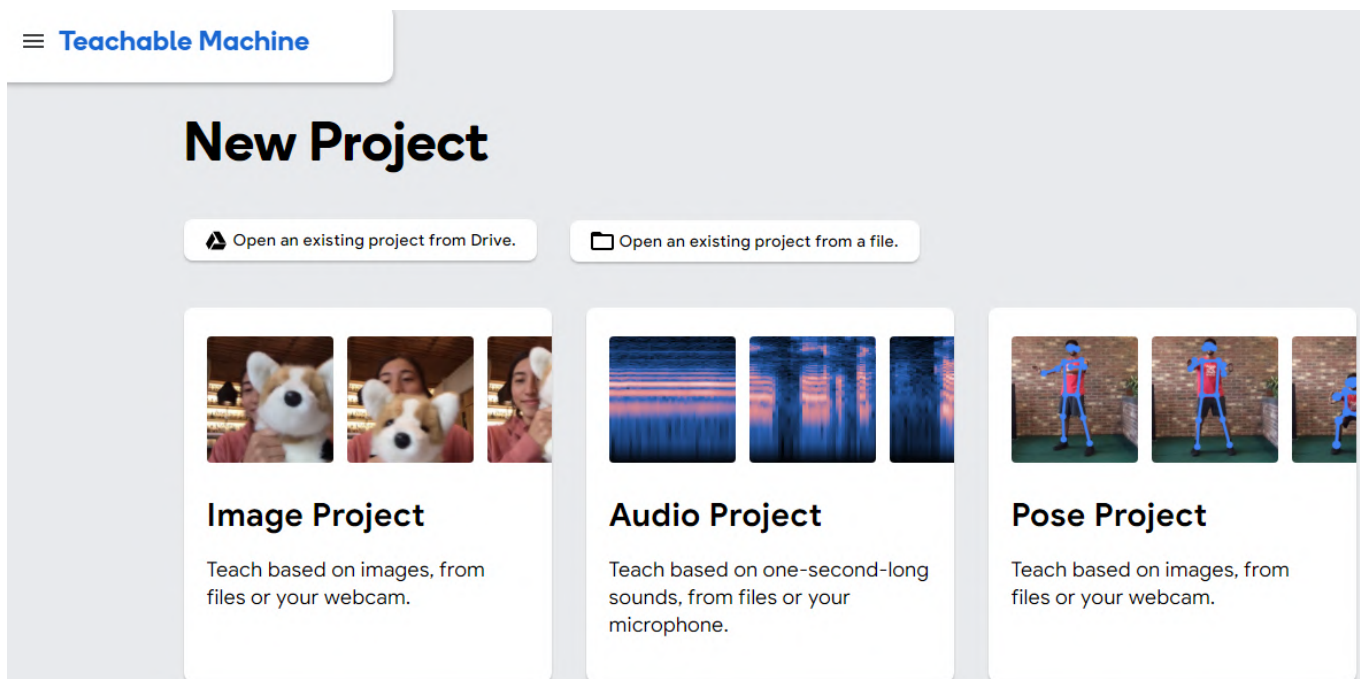 Teachable Machine
New Project
Open an existing project from Drive.
Open an existing project from a file.
Image Project
Teach based on images, from
files or your webcam.
Audio Project
Teach based on one-second-long
sounds, from files or your
microphone.
Pose Project
Teach based on images, from
files or your webcam.